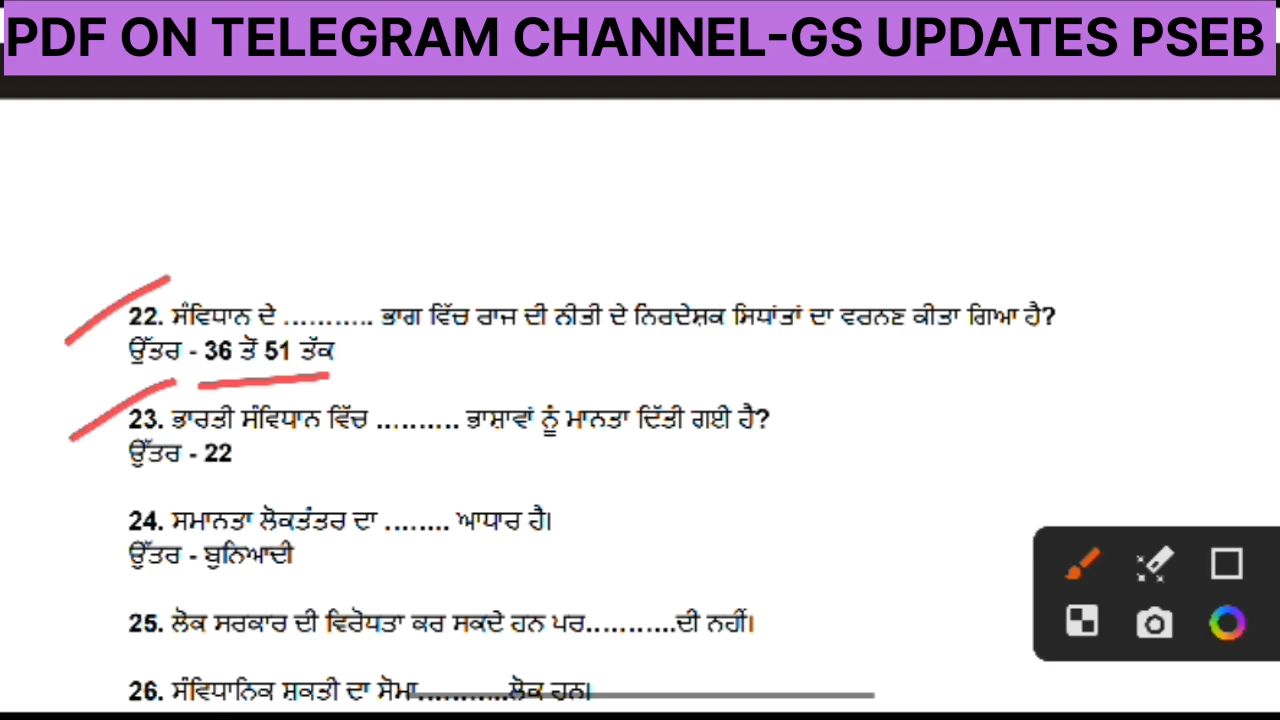 PDF ON TELEGRAM CHANNEL-GS UPDATES PSEB
22. ਸੰਵਿਧਾਨ ਦੇ ........... ਭਾਗ ਵਿੱਚ ਰਾਜ ਦੀ ਨੀਤੀ ਦੇ ਨਿਰਦੇਸ਼ਕ ਸਿਧਾਂਤਾਂ ਦਾ ਵਰਨਣ ਕੀਤਾ ਗਿਆ ਹੈ?
ਉੱਤਰ - 36 ਤੋਂ 51 ਤੱਕ
23. ਭਾਰਤੀ ਸੰਵਿਧਾਨ ਵਿੱਚ .......... ਭਾਸ਼ਾਵਾਂ ਨੂੰ ਮਾਨਤਾ ਦਿੱਤੀ ਗਈ ਹੈ?
ਉੱਤਰ - 22
24. ਸਮਾਨਤਾ ਲੋਕਤੰਤਰ ਦਾ ........ ਆਧਾਰ ਹੈ।
ਉੱਤਰ - ਬੁਨਿਆਦੀ
25. ਲੋਕ ਸਰਕਾਰ ਦੀ ਵਿਰੋਧਤਾ ਕਰ ਸਕਦੇ ਹਨ ਪਰ...........ਦੀ ਨਹੀਂ।
26. ਸੰਵਿਧਾਨਿਕ ਸ਼ਕਤੀ ਦਾ ਸੋਮਾ...........ਲੋਕ ਹਨ।